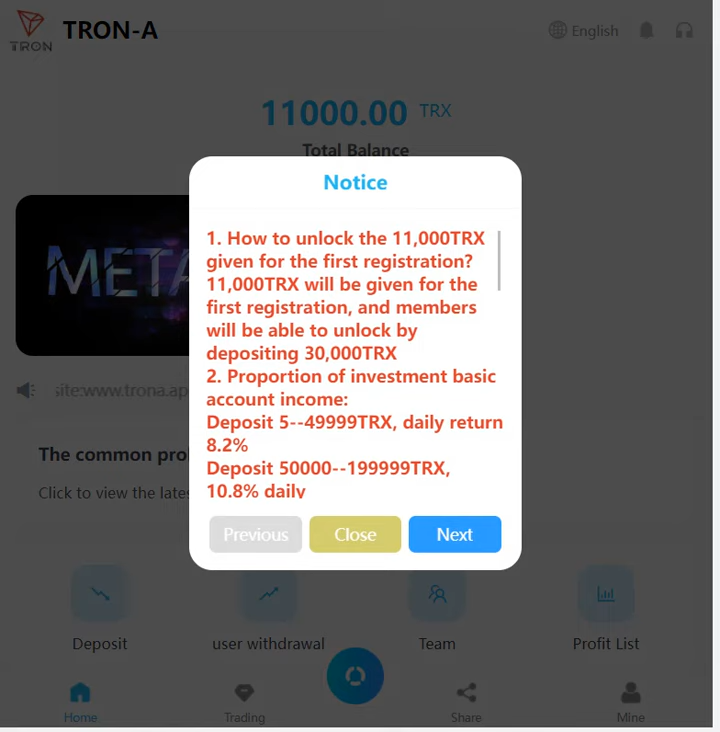 TRON
TRON-A
English
11000.00 TRX
Total Balance
META
Notice
1. How to unlock the 11,000TRX
given for the first registration?
11,000TRX will be given for the
first registration, and members
will be able to unlock by
depositing 30,000TRX
2. Proportion of investment basic
account income:
Deposit 5--49999TRX, daily return
8.2%
Deposit 50000--199999TRX,
10.8% daily
Previous
Close
Next
site:www.trona.ap
The common pro
Click to view the lates
Deposit
user withdrawal
Team
Profit List
Home
Trading
Share
Mine